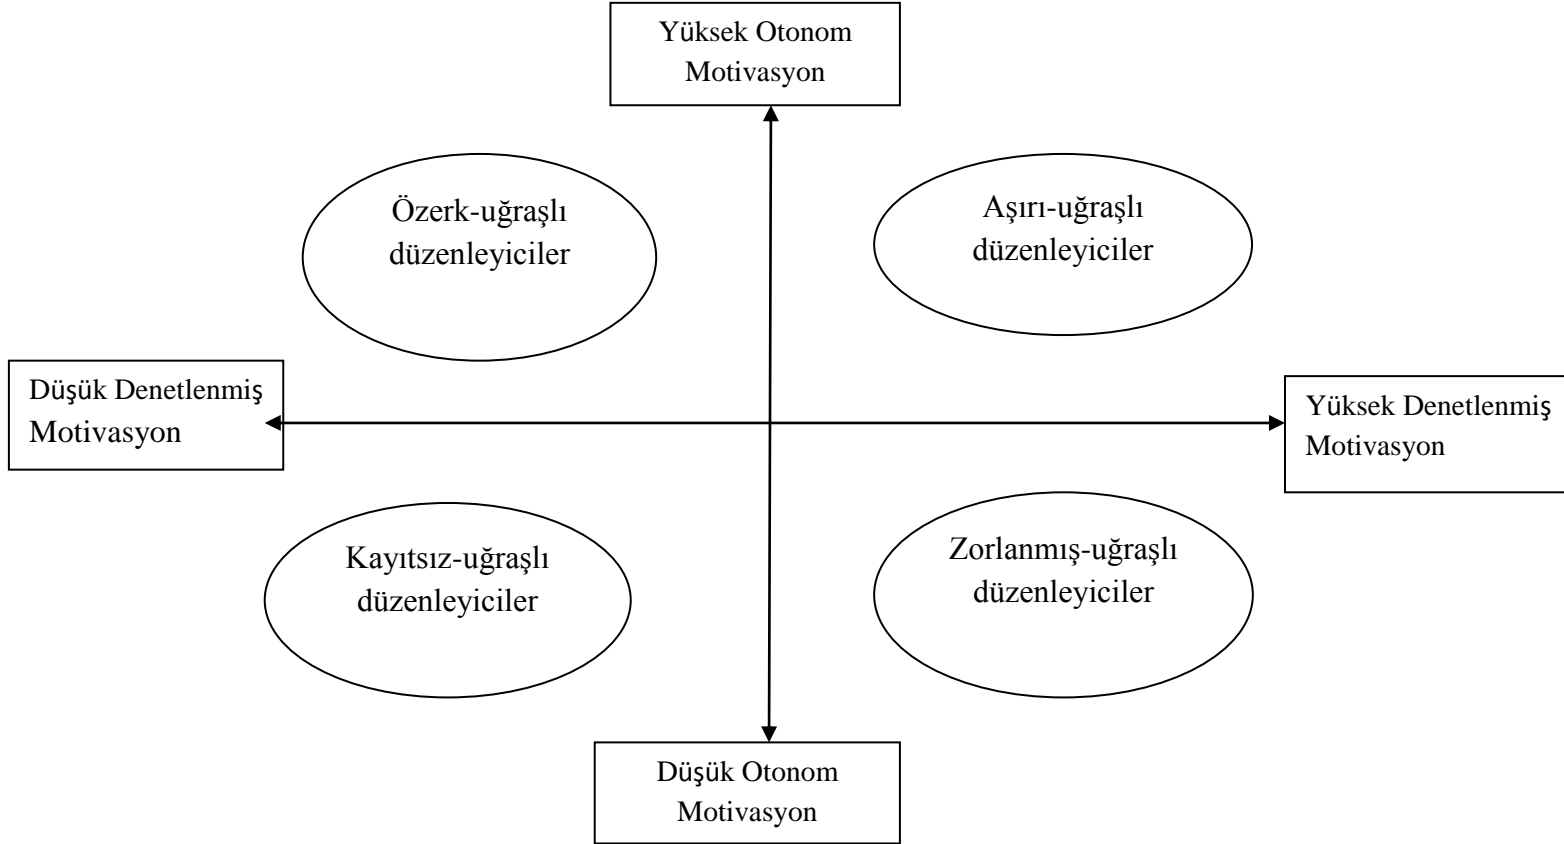 Yüksek Otonom
Motivasyon
Özerk-uğraşlı
düzenleyiciler
Aşırı-uğraşlı
düzenleyiciler
Düşük Denetlenmiş
Motivasyon
Yüksek Denetlenmiş
Motivasyon
Kayıtsız-uğraşlı
düzenleyiciler
Zorlanmış-uğraşlı
düzenleyiciler
Düşük Otonom
Motivasyon